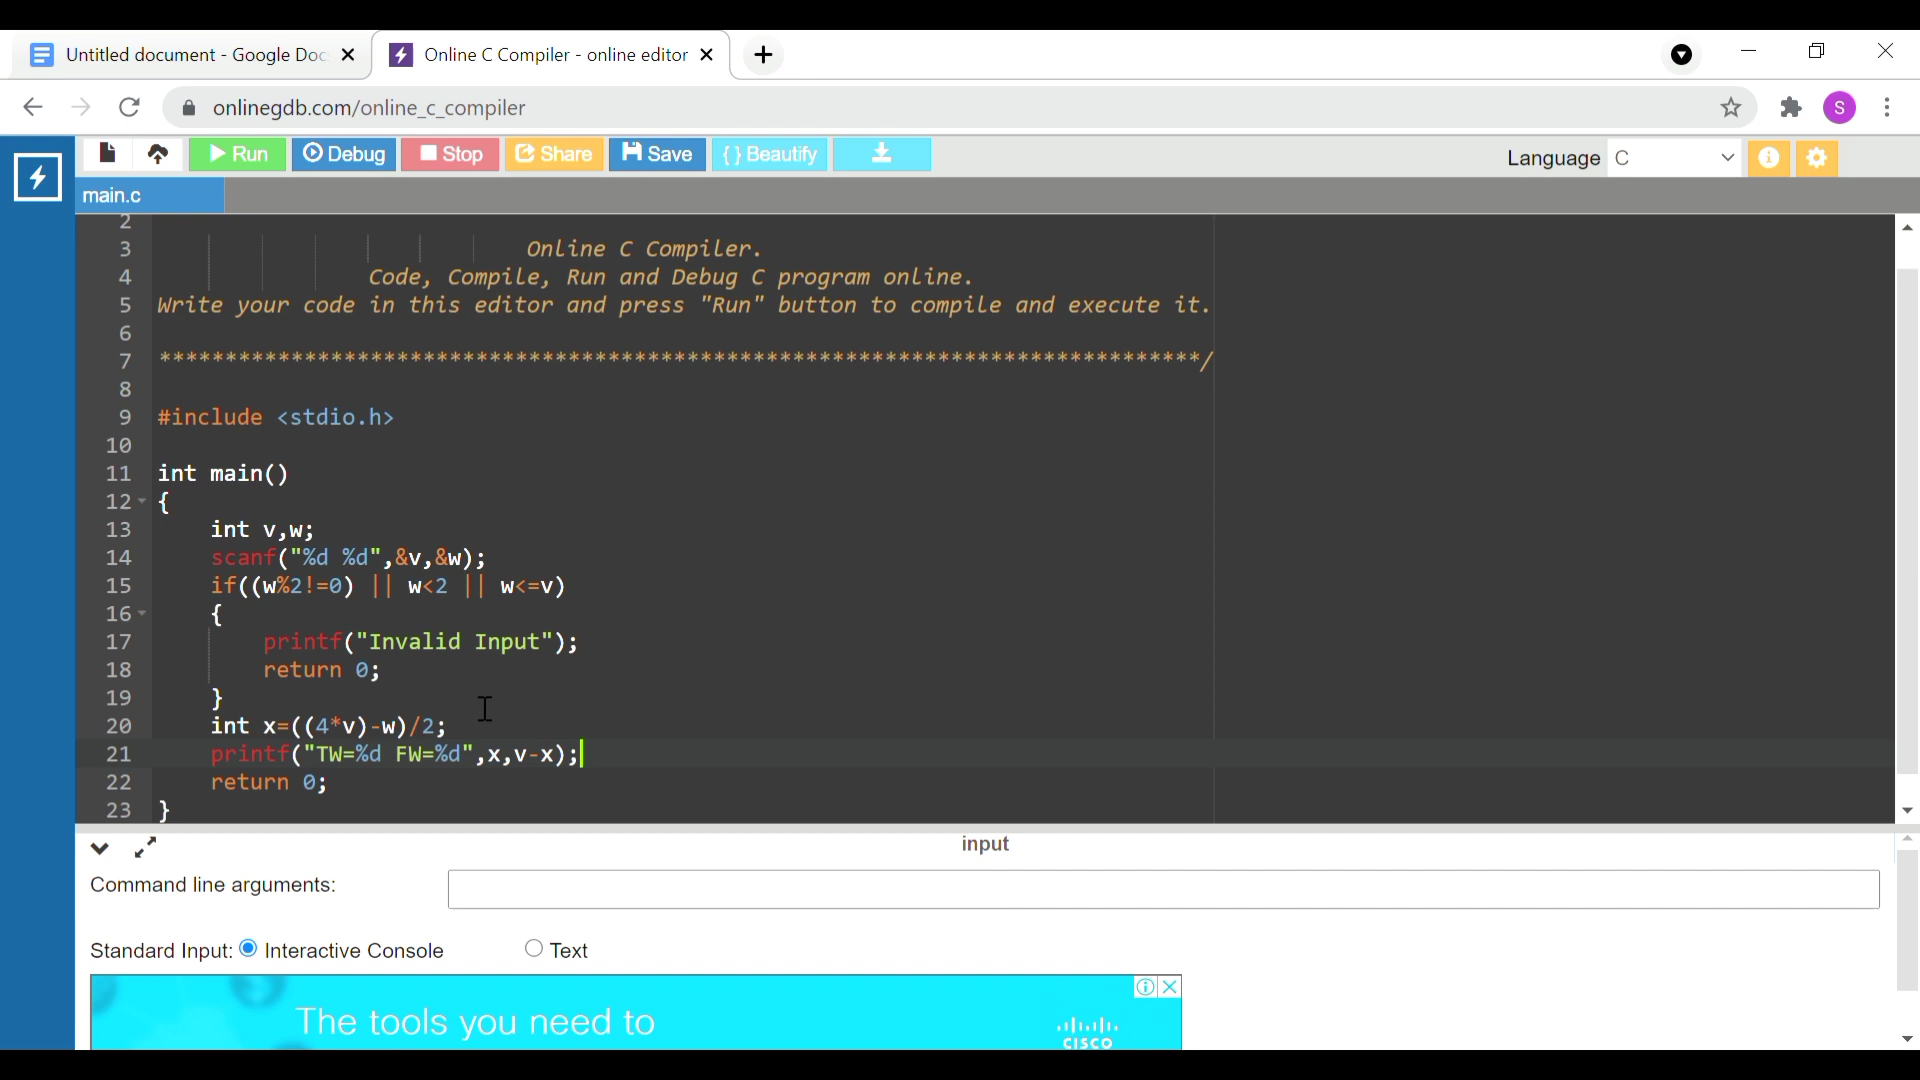 Untitled document - Google Doc
Online C Compiler - online editor
onlinegdb.com/online_c_compiler
S
Run
Debug
Stop
Share
Save
{ } Beautify
Language
C
main.c
2
3 Online C Compiler.
4 Code, Compile, Run and Debug C program online.
5 Write your code in this editor and press "Run" button to compile and execute it.
6
7 *******************************************************************************/
8
9 #include <stdio.h>
10
11 int main()
12 {
13 int v,w;
14 scanf("%d %d",&v,&w);
15 if((w%2!=0) || w<2 || w<=v)
16 {
17 printf("Invalid Input");
18 return 0;
19 }
20 int x=((4*v)-w)/2;
21 printf("TW=%d FW=%d",x,v-x);
22 return 0;
23 }
input
Command line arguments:
Standard Input: Interactive Console Text
The tools you need to
CISCO